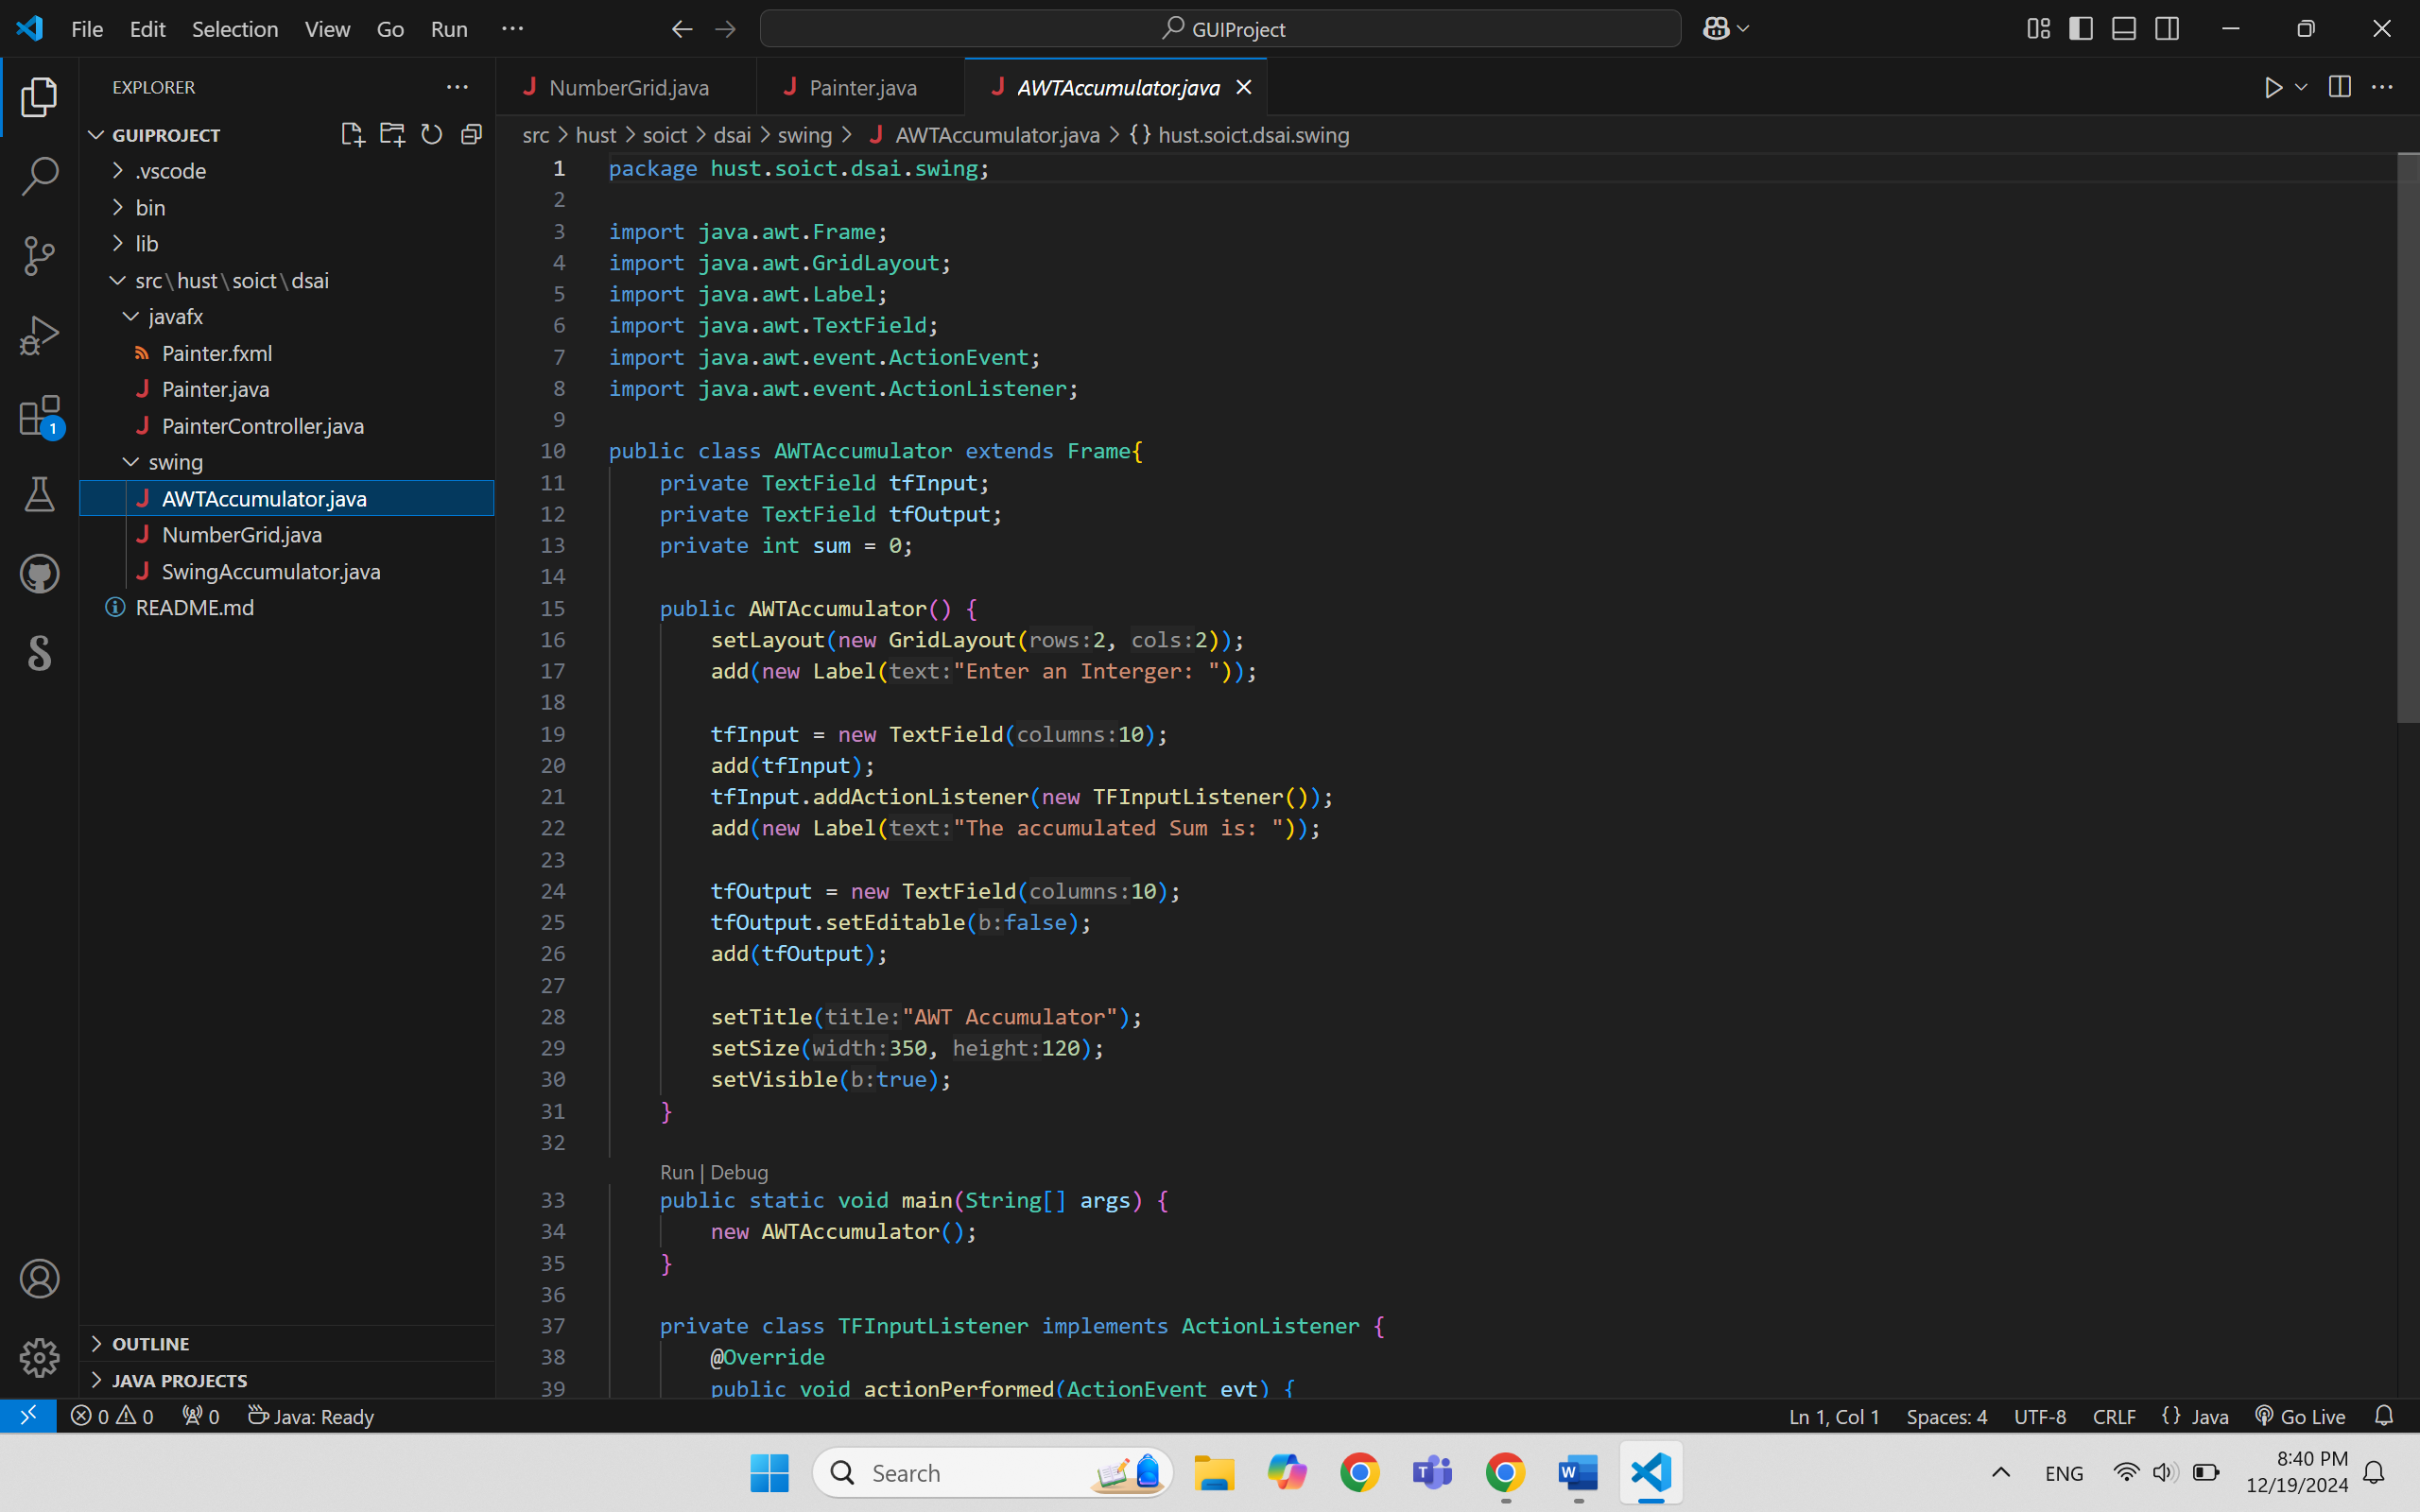 File Edit Selection View Go Run ··· GUIProject
EXPLORER ···
GUIPROJECT
.vscode
bin
lib
src\hust\soict\dsai
javafx
Painter.fxml
J Painter.java
J PainterController.java
swing
J AWTAccumulator.java
J NumberGrid.java
J SwingAccumulator.java
README.md
OUTLINE
JAVA PROJECTS
1
J NumberGrid.java J Painter.java J AWTAccumulator.java
src > hust > soict > dsai > swing > J AWTAccumulator.java > {} hust.soict.dsai.swing
1 package hust.soict.dsai.swing;
2
3 import java.awt.Frame;
4 import java.awt.GridLayout;
5 import java.awt.Label;
6 import java.awt.TextField;
7 import java.awt.event.ActionEvent;
8 import java.awt.event.ActionListener;
9
10 public class AWTAccumulator extends Frame{
11 private TextField tfInput;
12 private TextField tfOutput;
13 private int sum = 0;
14
15 public AWTAccumulator() {
16 setLayout(new GridLayout(rows:2, cols:2));
17 add(new Label(text:"Enter an Interger: "));
18
19 tfInput = new TextField(columns:10);
20 add(tfInput);
21 tfInput.addActionListener(new TFInputListener());
22 add(new Label(text:"The accumulated Sum is: "));
23
24 tfOutput = new TextField(columns:10);
25 tfOutput.setEditable(b:false);
26 add(tfOutput);
27
28 setTitle(title:"AWT Accumulator");
29 setSize(width:350, height:120);
30 setVisible(b:true);
31 }
32
Run | Debug
33 public static void main(String[] args) {
34 new AWTAccumulator();
35 }
36
37 private class TFInputListener implements ActionListener {
38 @Override
39 public void actionPerformed(ActionEvent evt) {
0 0 0 Java: Ready Ln 1, Col 1 Spaces: 4 UTF-8 CRLF {} Java Go Live
Search ENG 8:40 PM
12/19/2024